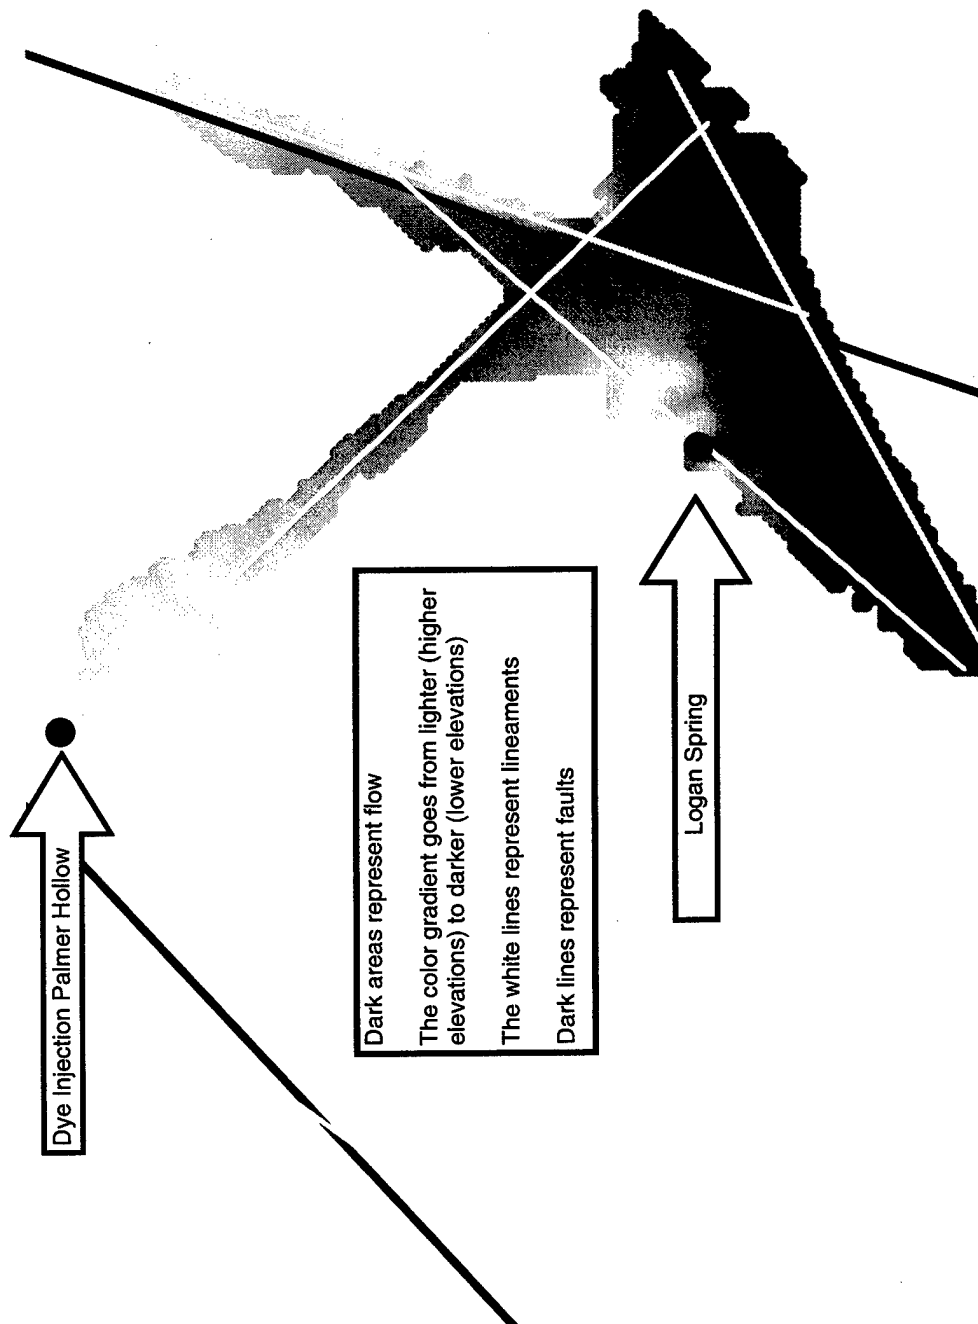 Dye Injection Palmer Hollow
Dark areas represent flow
The color gradient goes from lighter (higher
elevations) to darker (lower elevations)
The white lines represent lineaments
Dark lines represent faults
Logan Spring